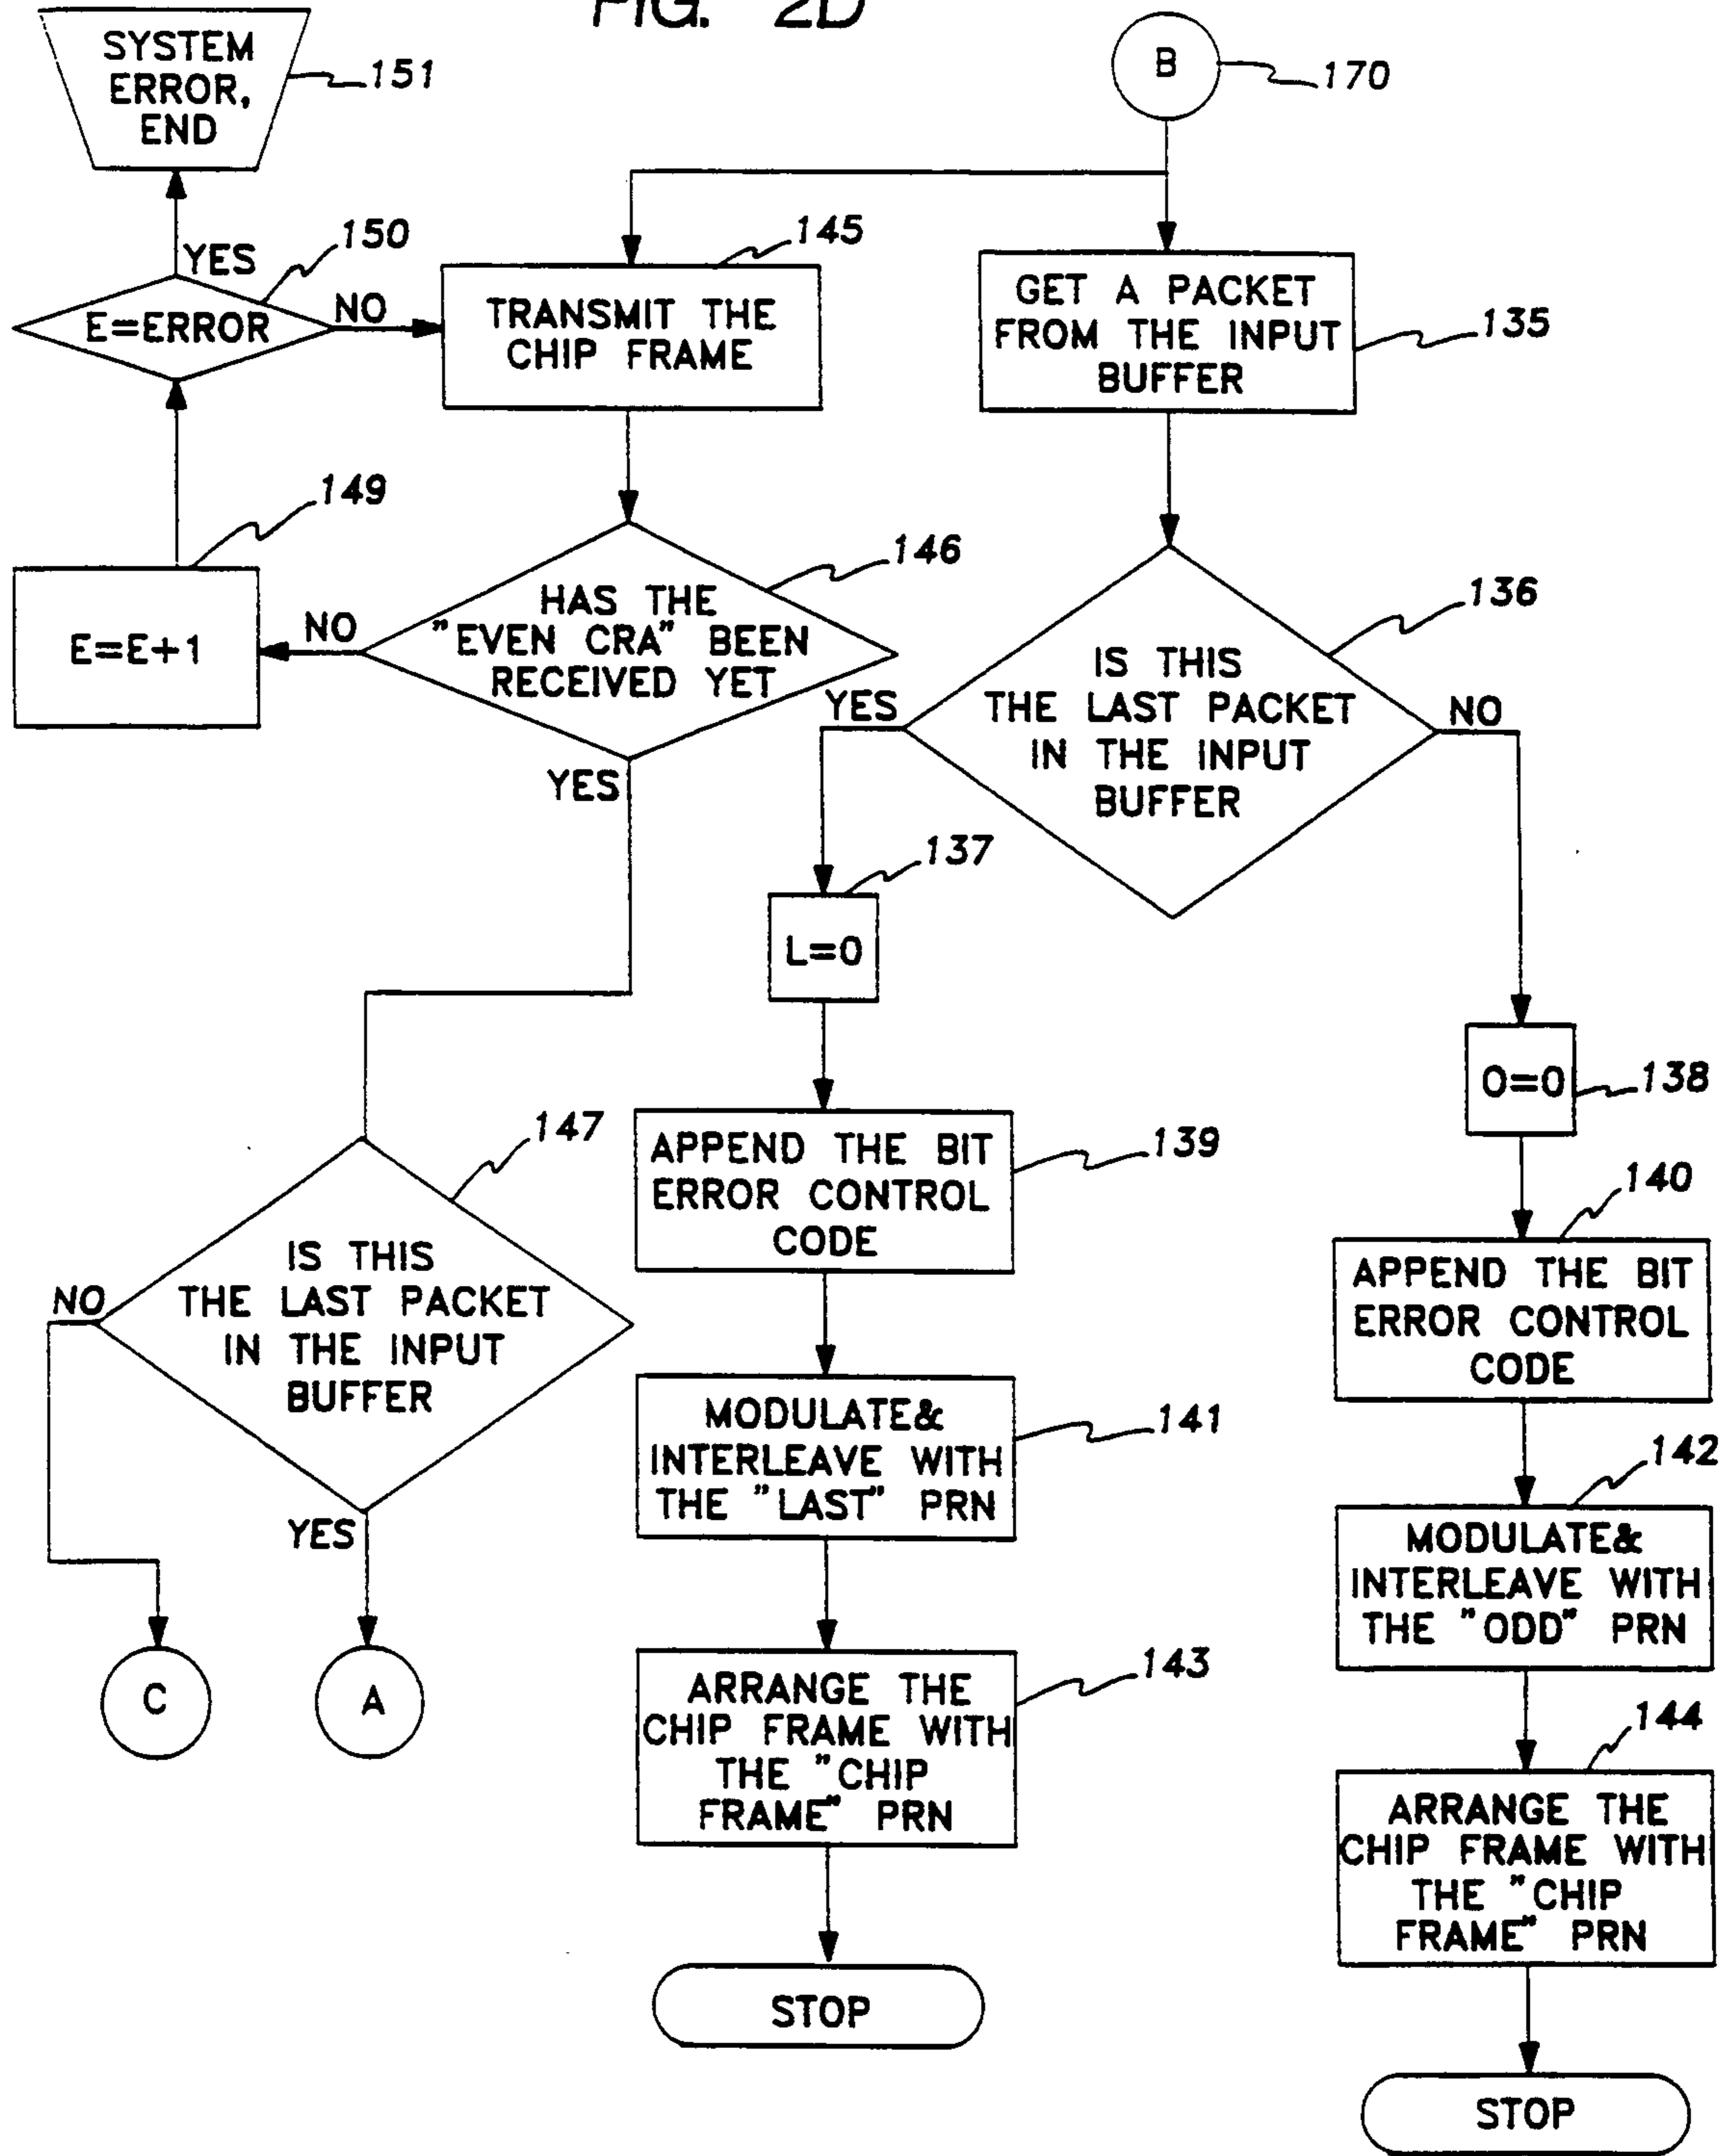 FIG. 2D
SYSTEM
ERROR,
END
151
B
170
YES
150
E=ERROR
NO
145
TRANSMIT THE
CHIP FRAME
GET A PACKET
FROM THE INPUT
BUFFER
135
149
E=E+1
NO
146
HAS THE
"EVEN CRA" BEEN
RECEIVED YET
YES
136
IS THIS
THE LAST PACKET
IN THE INPUT
BUFFER
YES
NO
137
L=0
O=0
138
147
IS THIS
THE LAST PACKET
IN THE INPUT
BUFFER
NO
YES
C
A
139
APPEND THE BIT
ERROR CONTROL
CODE
141
MODULATE&
INTERLEAVE WITH
THE "LAST" PRN
143
ARRANGE THE
CHIP FRAME WITH
THE "CHIP
FRAME" PRN
STOP
140
APPEND THE BIT
ERROR CONTROL
CODE
142
MODULATE&
INTERLEAVE WITH
THE "ODD" PRN
144
ARRANGE THE
CHIP FRAME WITH
THE "CHIP
FRAME" PRN
STOP